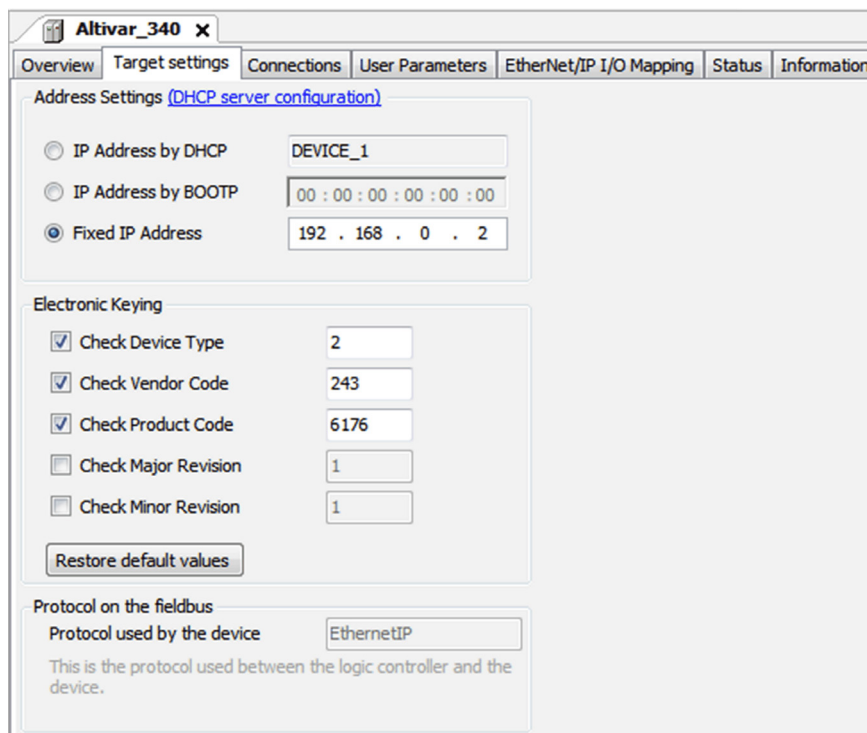 Altivar_340 X
Overview Target settings Connections User Parameters EtherNet/IP I/O Mapping Status Information
Address Settings (DHCP server configuration)
IP Address by DHCP DEVICE_1
IP Address by BOOTP 00 : 00 : 00 : 00 : 00 : 00
Fixed IP Address 192 . 168 . 0 . 2
Electronic Keying
Check Device Type 2
Check Vendor Code 243
Check Product Code 6176
Check Major Revision 1
Check Minor Revision 1
Restore default values
Protocol on the fieldbus
Protocol used by the device EthernetIP
This is the protocol used between the logic controller and the
device.